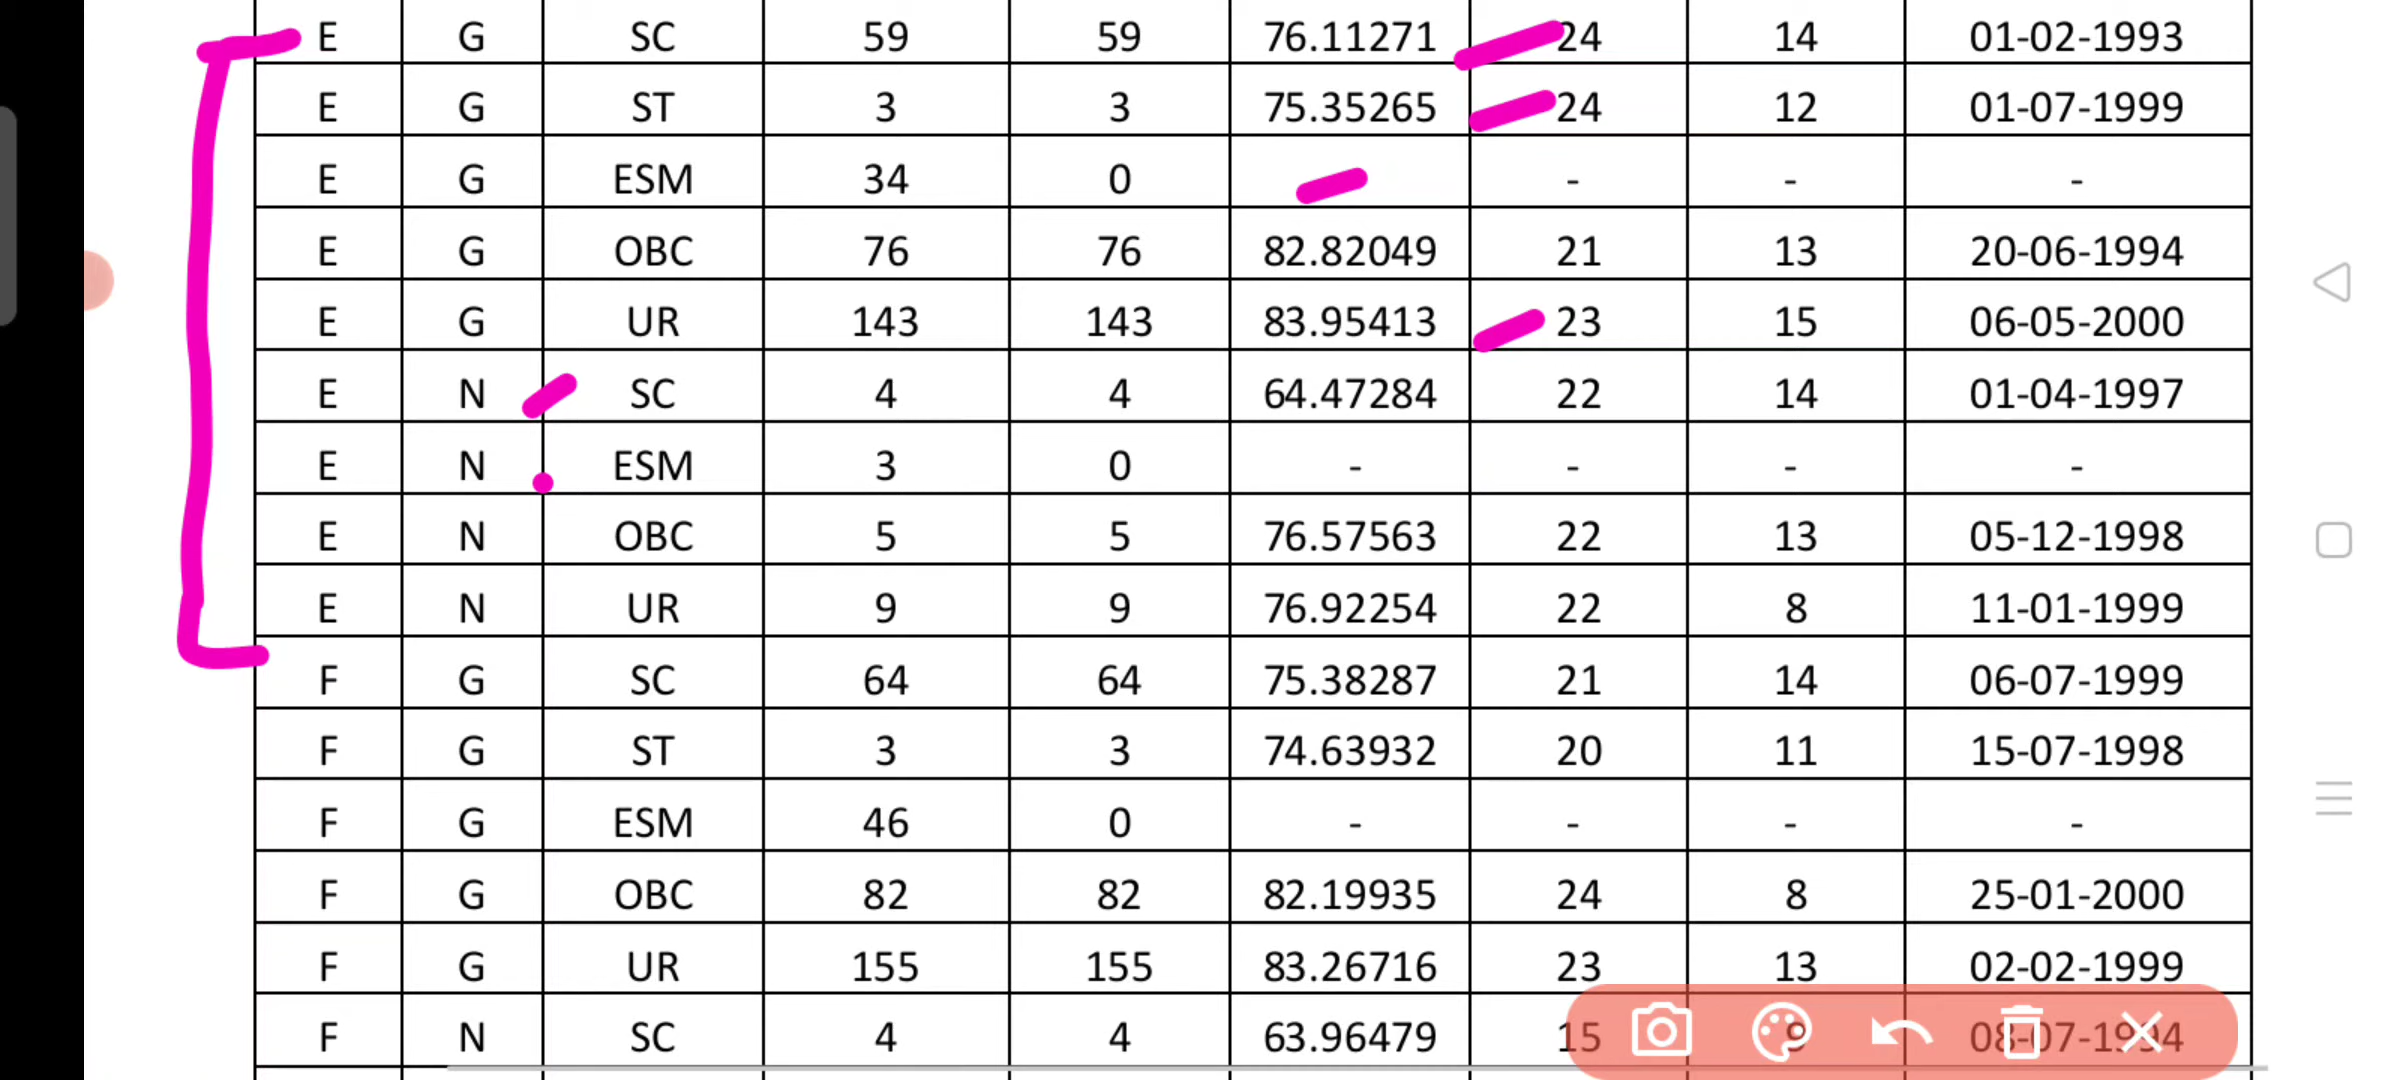 E G SC 59 59 76.11271 24 14 01-02-1993
E G ST 3 3 75.35265 24 12 01-07-1999
E G ESM 34 0 - - -
E G OBC 76 76 82.82049 21 13 20-06-1994
E G UR 143 143 83.95413 23 15 06-05-2000
E N SC 4 4 64.47284 22 14 01-04-1997
E N ESM 3 0 - - - -
E N OBC 5 5 76.57563 22 13 05-12-1998
E N UR 9 9 76.92254 22 8 11-01-1999
F G SC 64 64 75.38287 21 14 06-07-1999
F G ST 3 3 74.63932 20 11 15-07-1998
F G ESM 46 0 - - - -
F G OBC 82 82 82.19935 24 8 25-01-2000
F G UR 155 155 83.26716 23 13 02-02-1999
F N SC 4 4 63.96479 15 9 08-07-1994